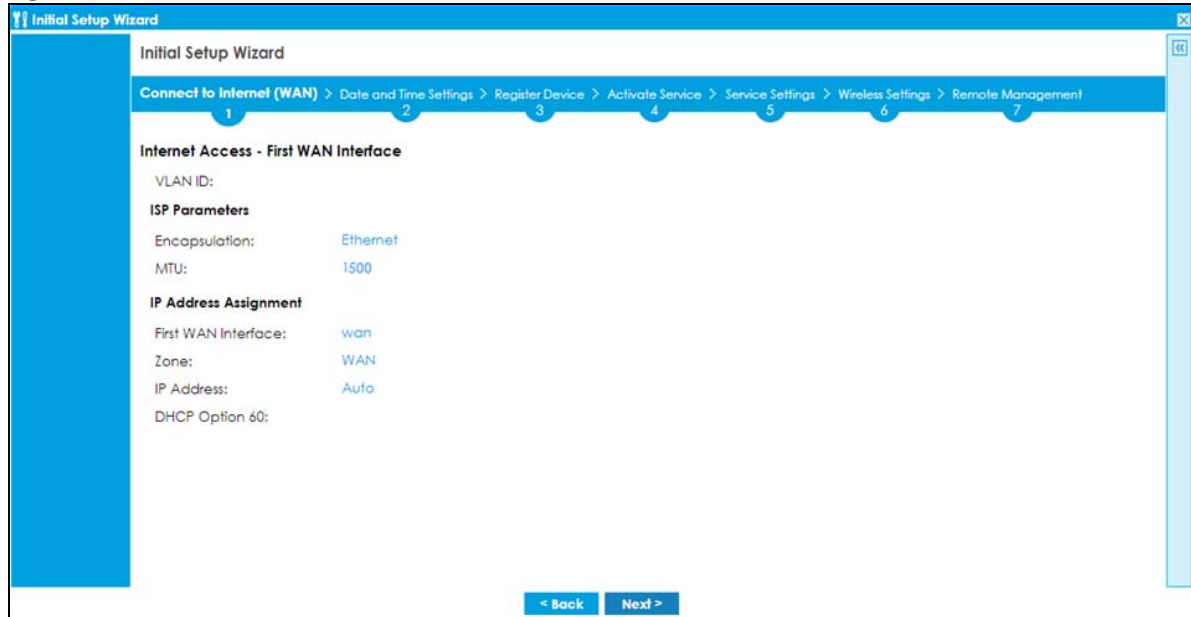 Initial Setup Wizard
Initial Setup Wizard
Connect to Internet (WAN) > Date and Time Settings > Register Device > Activate Service > Service Settings > Wireless Settings > Remote Management
1 2 3 4 5 6 7
Internet Access - First WAN Interface
VLAN ID:
ISP Parameters
Encapsulation: Ethernet
MTU: 1500
IP Address Assignment
First WAN Interface: wan
Zone: WAN
IP Address: Auto
DHCP Option 60:
< Back Next >